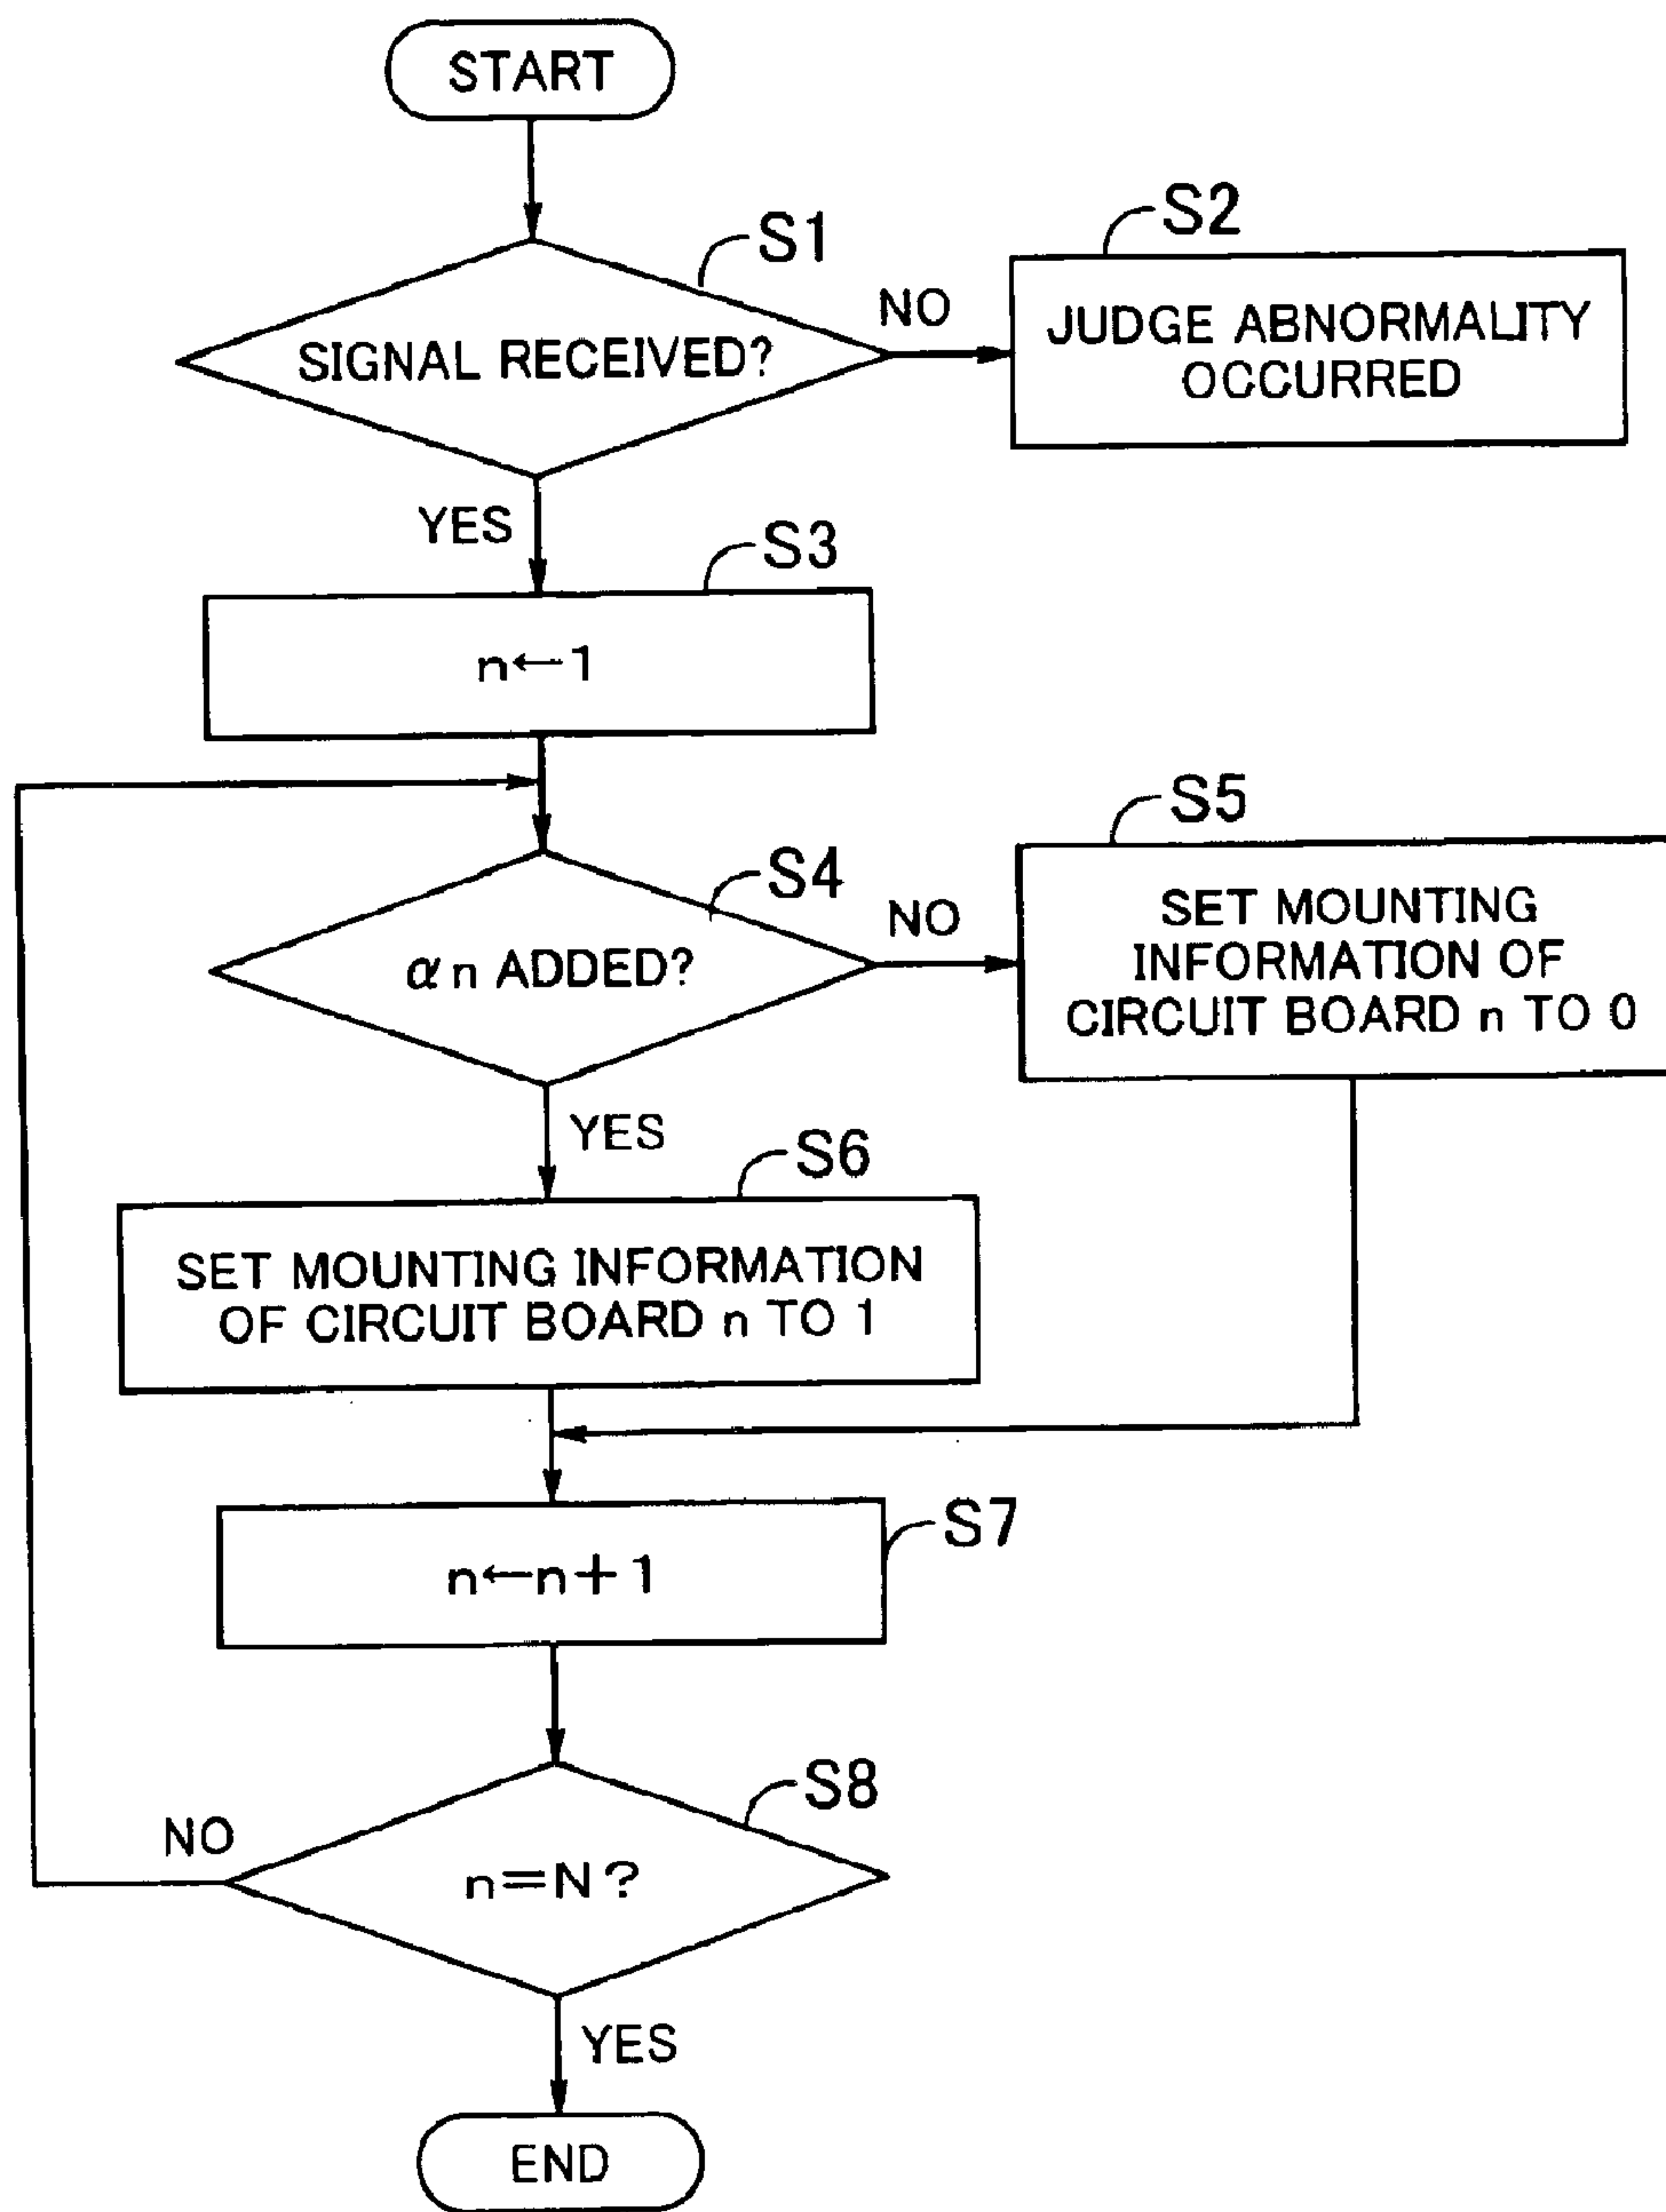 START
S1
SIGNAL RECEIVED?
NO
S2
JUDGE ABNORMALITY
OCCURRED
YES
S3
n←1
S4
αn ADDED?
NO
S5
SET MOUNTING
INFORMATION OF
CIRCUIT BOARD n TO 0
YES
S6
SET MOUNTING INFORMATION
OF CIRCUIT BOARD n TO 1
S7
n←n+1
S8
n=N?
NO
YES
END